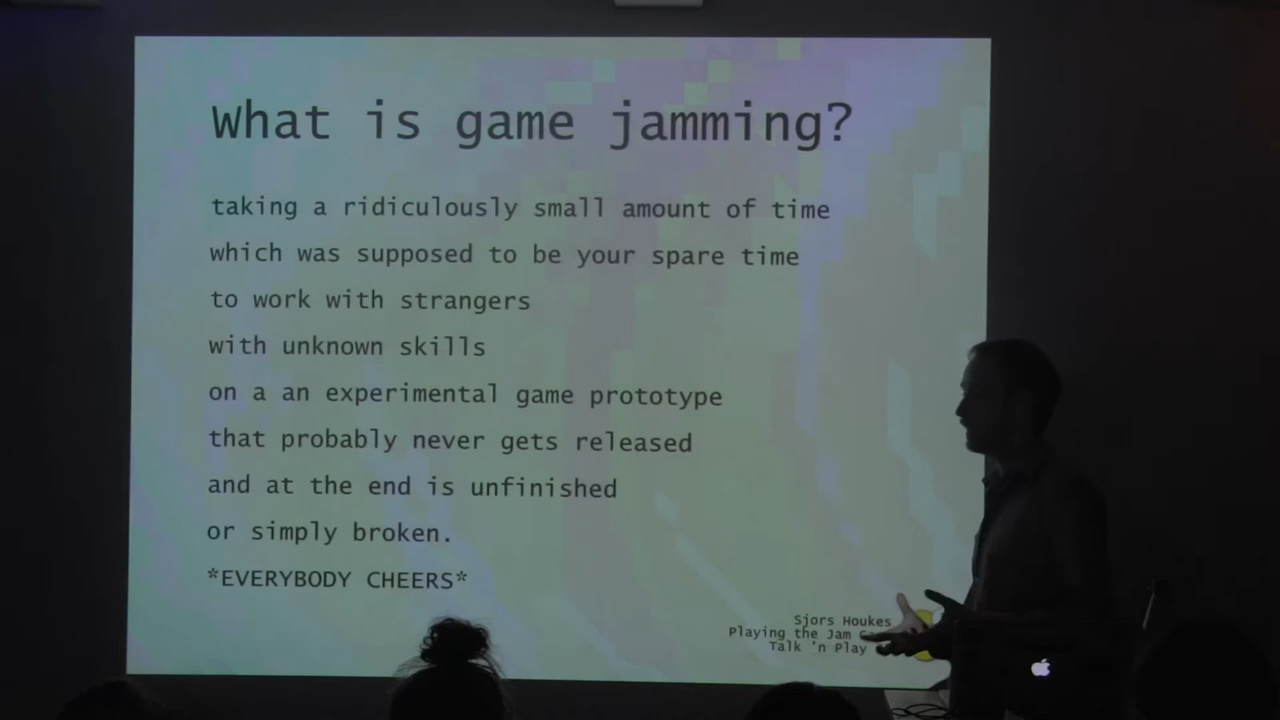 What is game jamming?
taking a ridiculously small amount of time
which was supposed to be your spare time
to work with strangers
with unknown skills
on a an experimental game prototype
that probably never gets released
and at the end is unfinished
or simply broken.
*EVERYBODY CHEERS*
Sjors Houkes
Playing the Jam
Talk 'n Play